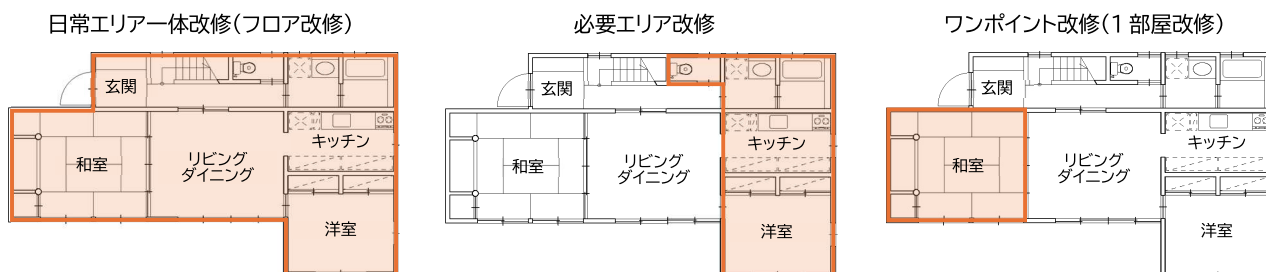 日常エリア一体改修(フロア改修)
玄関
和室
リビング
ダイニング
キッチン
洋室
必要エリア改修
玄関
和室
リビング
ダイニング
キッチン
洋室
ワンポイント改修(1部屋改修)
玄関
和室
リビング
ダイニング
キッチン
洋室